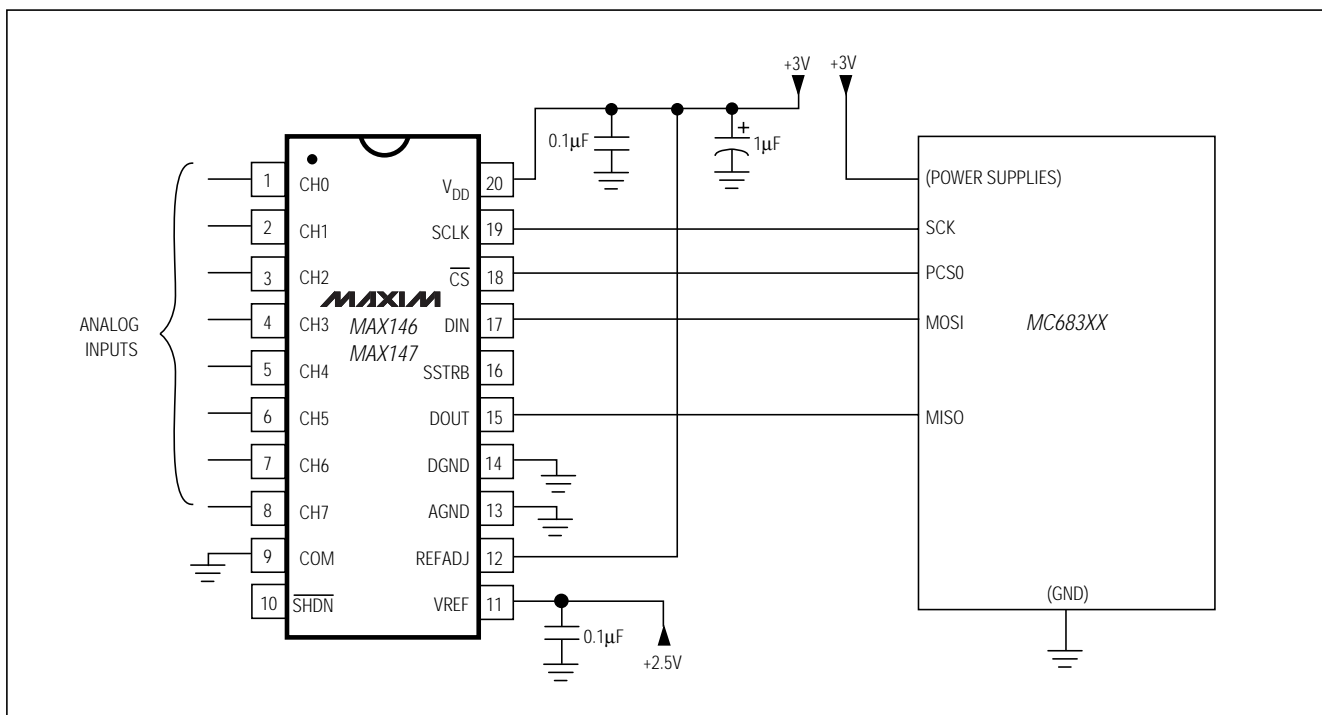 +3V
+3V
0.1µF
+
1µF
1
CH0
VDD
20
2
CH1
SCLK
19
3
CH2
CS
18
4
CH3
DIN
17
5
CH4
SSTRB
16
6
CH5
DOUT
15
7
CH6
DGND
14
8
CH7
AGND
13
9
COM
REFADJ
12
10
SHDN
VREF
11
MAXIM
MAX146
MAX147
ANALOG
INPUTS
0.1µF
+2.5V
(POWER SUPPLIES)
SCK
PCS0
MOSI
MC683XX
MISO
(GND)